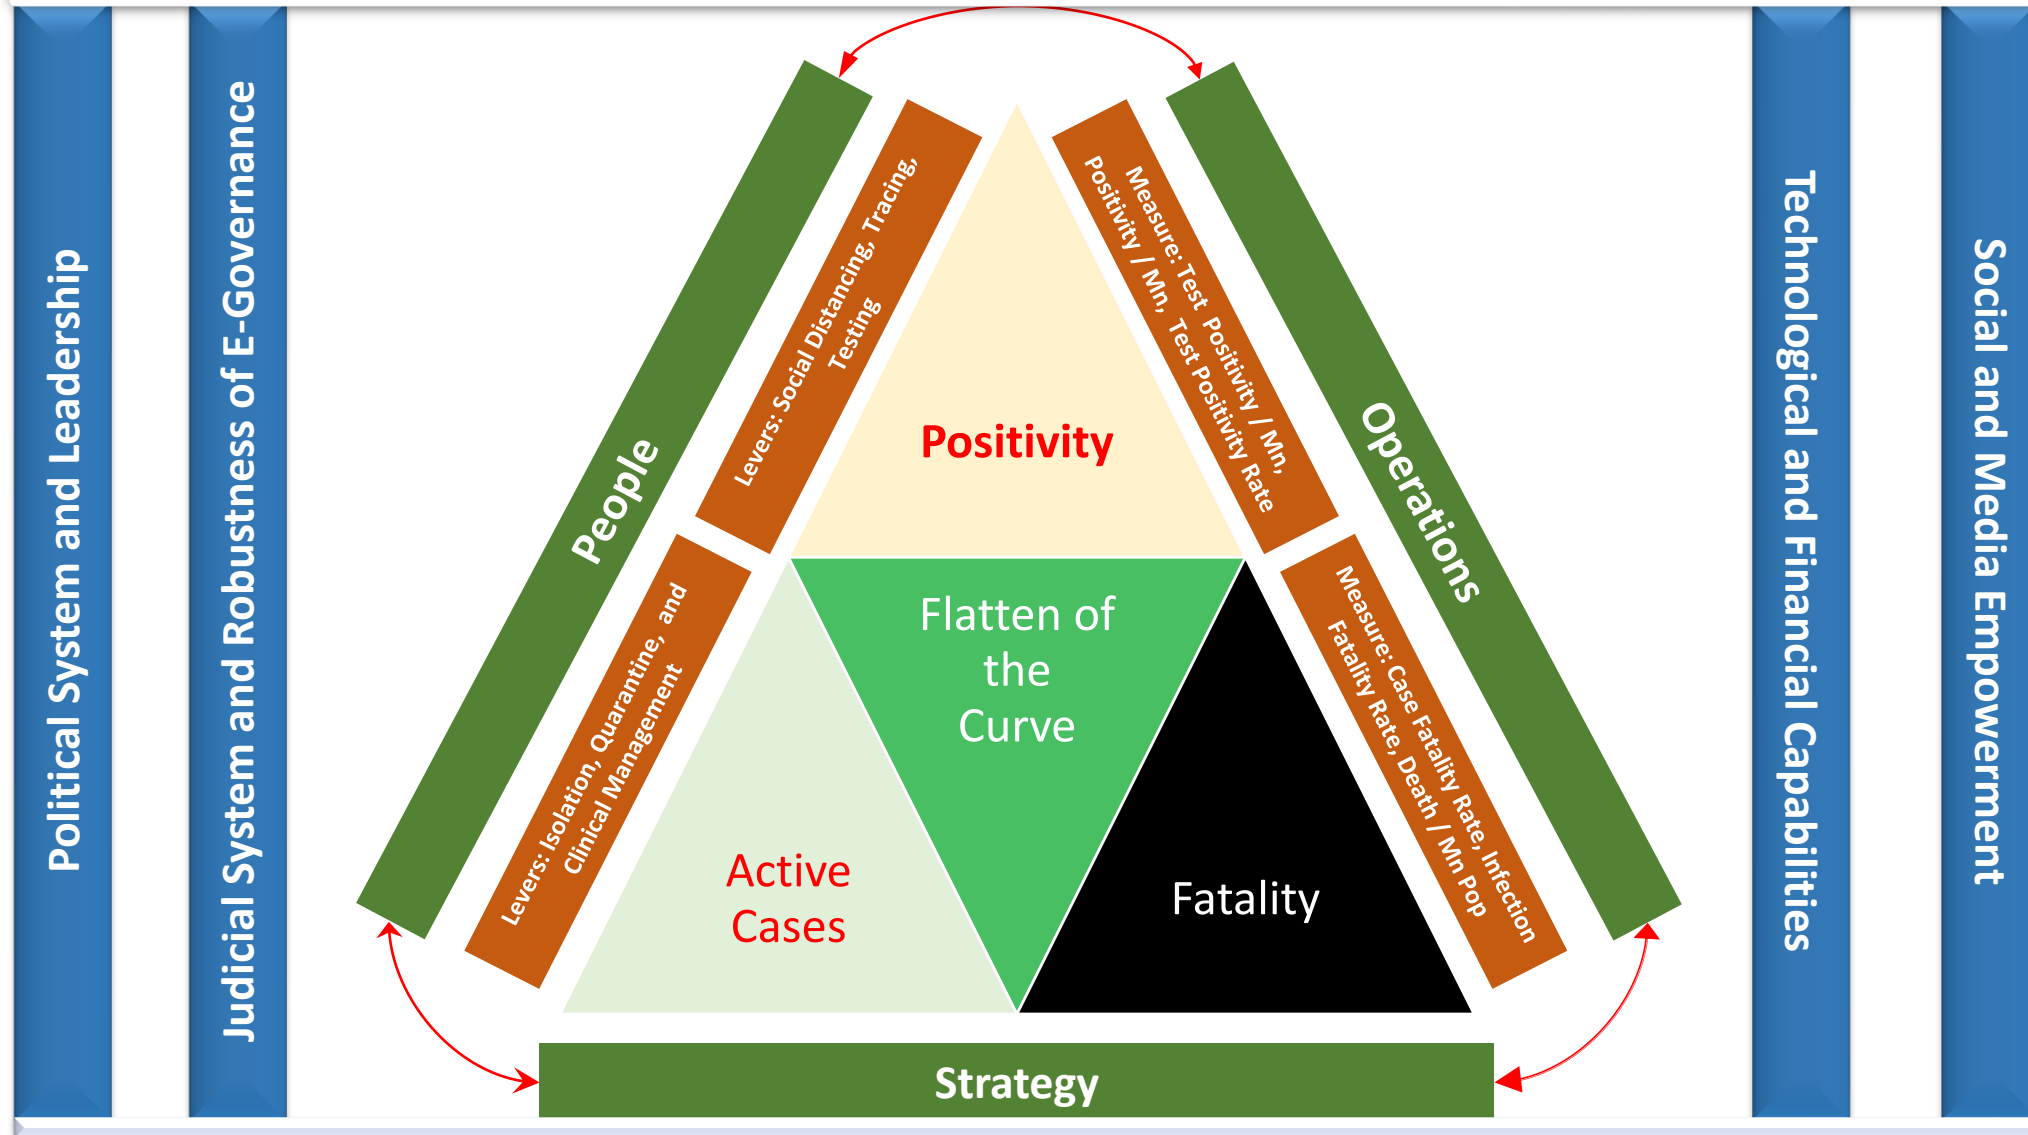 Political System and Leadership
Judicial System and Robustness of E-Governance
People
Levers: Social Distancing, Tracing,
Testing
Levers: Isolation, Quarantine, and
Clinical Management
Positivity
Flatten of
the
Curve
Active
Cases
Fatality
Measure: Test Positivity / Mn,
Positivity / Mn, Test Positivity Rate
Measure: Case Fatality Rate, Infection
Fatality Rate, Death / Mn Pop
Operations
Strategy
Technological and Financial Capabilities
Social and Media Empowerment